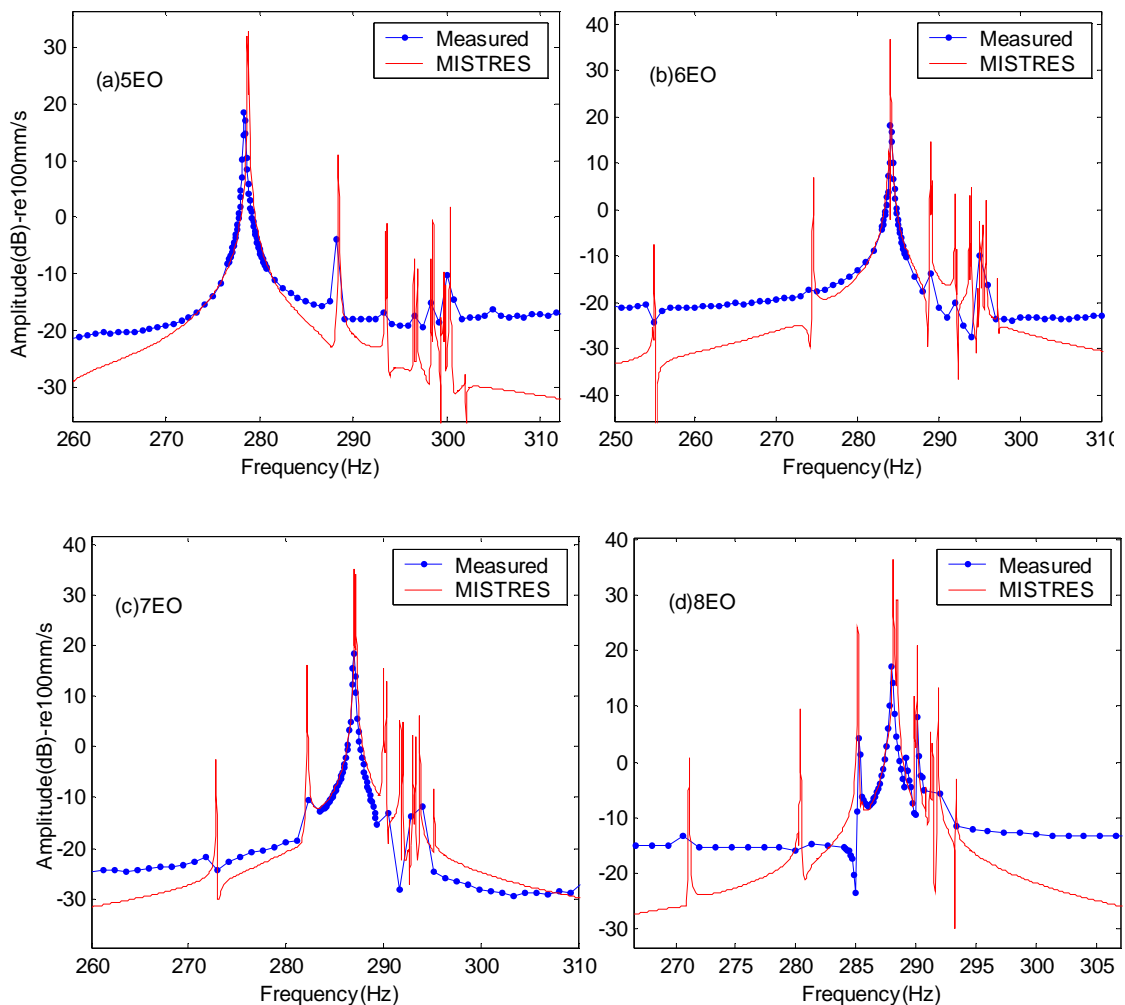 Measured
MISTRES
(a)5EO
30
20
10
0
-10
-20
-30
Amplitude(dB)-re100mm/s
260 270 280 290 300 310
Frequency(Hz)
Measured
MISTRES
(b)6EO
40
30
20
10
0
-10
-20
-30
-40
250 260 270 280 290 300 310
Frequency(Hz)
Measured
MISTRES
(c)7EO
40
30
20
10
0
-10
-20
-30
Amplitude(dB)-re100mm/s
260 270 280 290 300 310
Frequency(Hz)
Measured
MISTRES
(d)8EO
40
30
20
10
0
-10
-20
-30
270 275 280 285 290 295 300 305
Frequency(Hz)